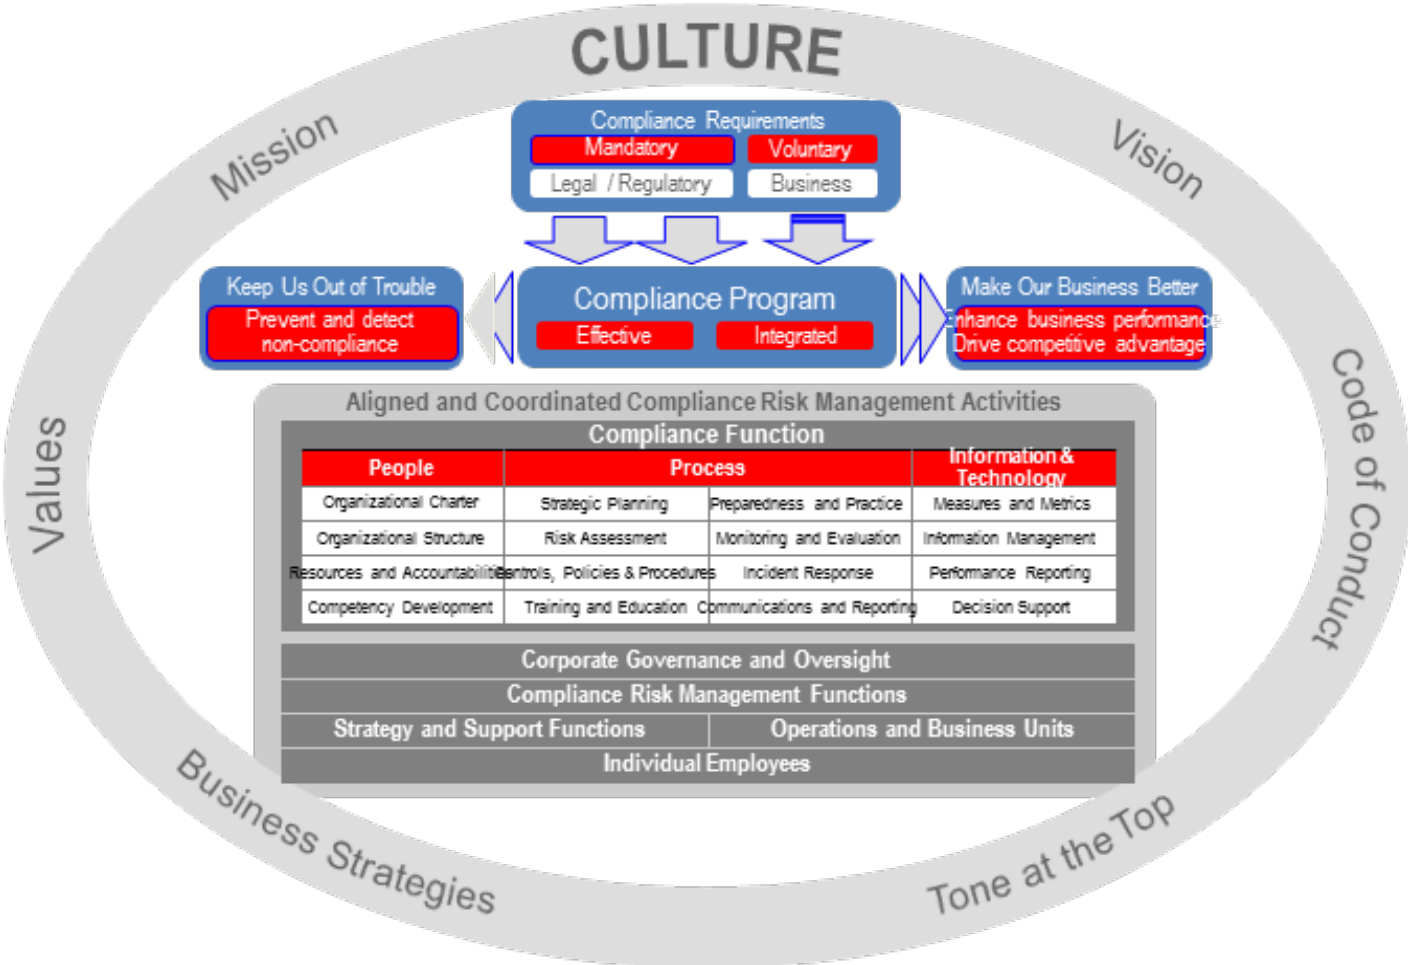 CULTURE
Mission
Vision
Compliance Requirements
Mandatory Voluntary
Legal / Regulatory Business
Keep Us Out of Trouble
Prevent and detect
non-compliance
Compliance Program
Effective Integrated
Make Our Business Better
Enhance business performance
Drive competitive advantage
Values
Code of Conduct
Aligned and Coordinated Compliance Risk Management Activities
Compliance Function
People Process Information &
Technology
Organizational Charter Strategic Planning Preparedness and Practice Measures and Metrics
Organizational Structure Risk Assessment Monitoring and Evaluation Information Management
Resources and Accountabilities Controls, Policies & Procedures Incident Response Performance Reporting
Competency Development Training and Education Communications and Reporting Decision Support
Corporate Governance and Oversight
Compliance Risk Management Functions
Strategy and Support Functions Operations and Business Units
Individual Employees
Business Strategies
Tone at the Top